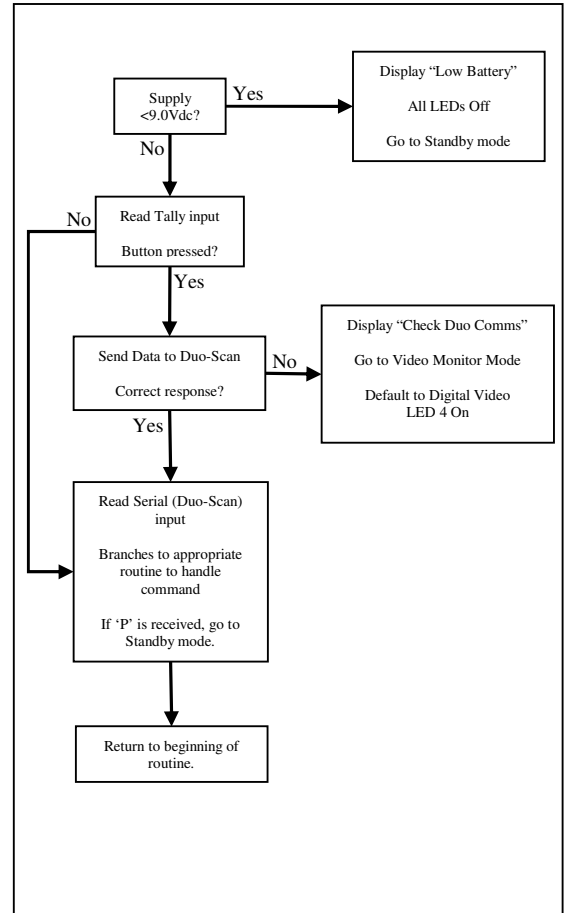 Supply
<9.0Vdc?
Yes
Display “Low Battery”
All LEDs Off
Go to Standby mode
No
Read Tally input
Button pressed?
No
Yes
Send Data to Duo-Scan
Correct response?
No
Display “Check Duo Comms”
Go to Video Monitor Mode
Default to Digital Video
LED 4 On
Yes
Read Serial (Duo-Scan)
input
Branches to appropriate
routine to handle
command
If ‘P’ is received, go to
Standby mode.
Return to beginning of
routine.